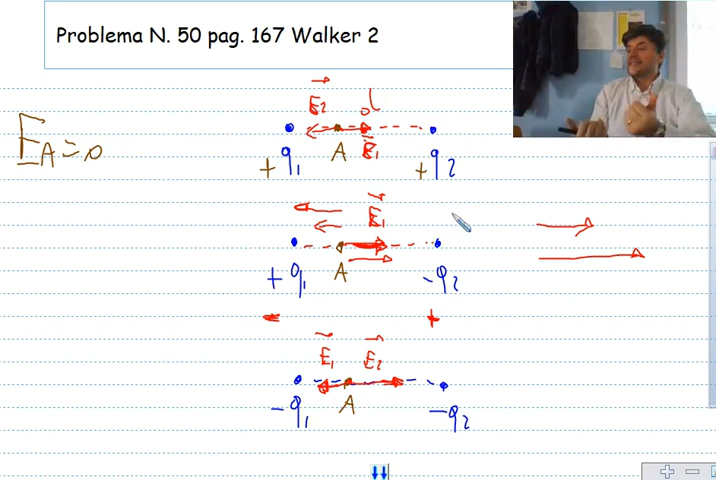 Problema N. 50 pag. 167 Walker 2
E₂ d
E_A = 0
A E₁
+q₁ +q₂
E₁
A
+q₁ -q₂
- +
E₁ E₂
-q₁ A -q₂